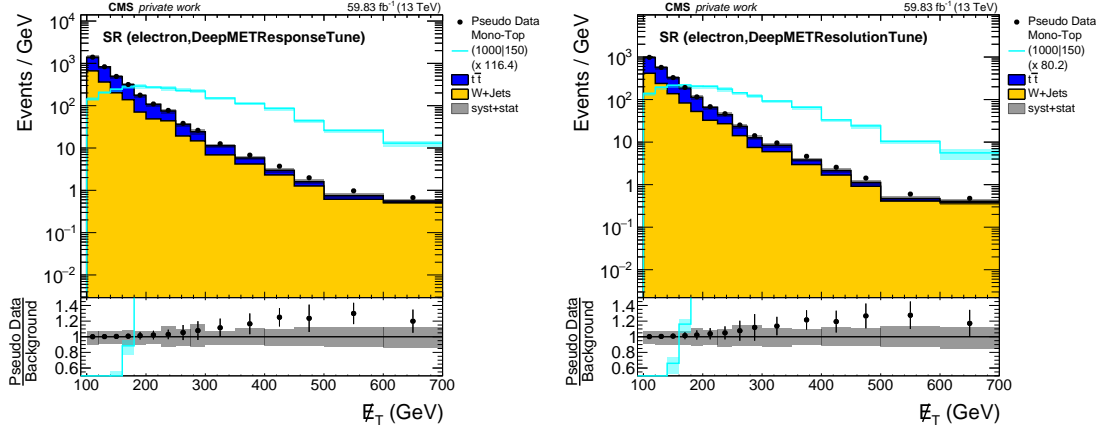 CMS private work 59.83 fb⁻¹ (13 TeV)
SR (electron,DeepMETResponseTune)
Events / GeV
10⁴
10³
10²
10
1
10⁻¹
10⁻²
Pseudo Data
Mono-Top
(1000|150)
(x 116.4)
tt̅
W+Jets
syst+stat
Pseudo Data
Background
1.4
1.2
1
0.8
0.6
100 200 300 400 500 600 700
E̸_T (GeV)
CMS private work 59.83 fb⁻¹ (13 TeV)
SR (electron,DeepMETResolutionTune)
Events / GeV
10⁴
10³
10²
10
1
10⁻¹
10⁻²
Pseudo Data
Mono-Top
(1000|150)
(x 80.2)
tt̅
W+Jets
syst+stat
Pseudo Data
Background
1.4
1.2
1
0.8
0.6
100 200 300 400 500 600 700
E̸_T (GeV)